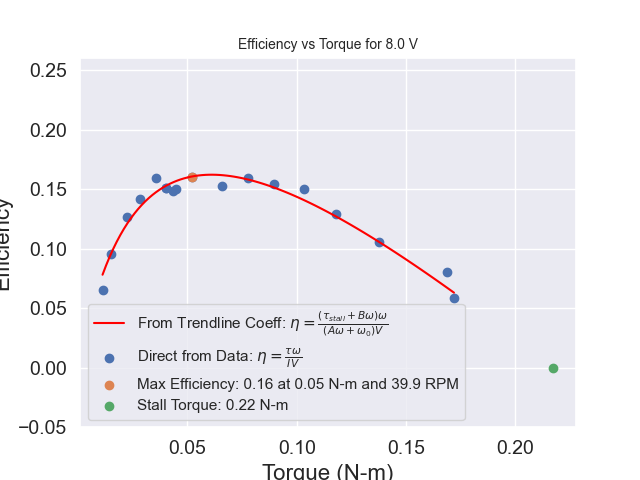 Efficiency vs Torque for 8.0 V
0.25
0.20
0.15
0.10
0.05
0.00
−0.05
Efficiency
From Trendline Coeff: η = (τ_stall + Bω)ω / (Aω + ω_0)V
Direct from Data: η = τω / IV
Max Efficiency: 0.16 at 0.05 N-m and 39.9 RPM
Stall Torque: 0.22 N-m
0.05 0.10 0.15 0.20
Torque (N-m)